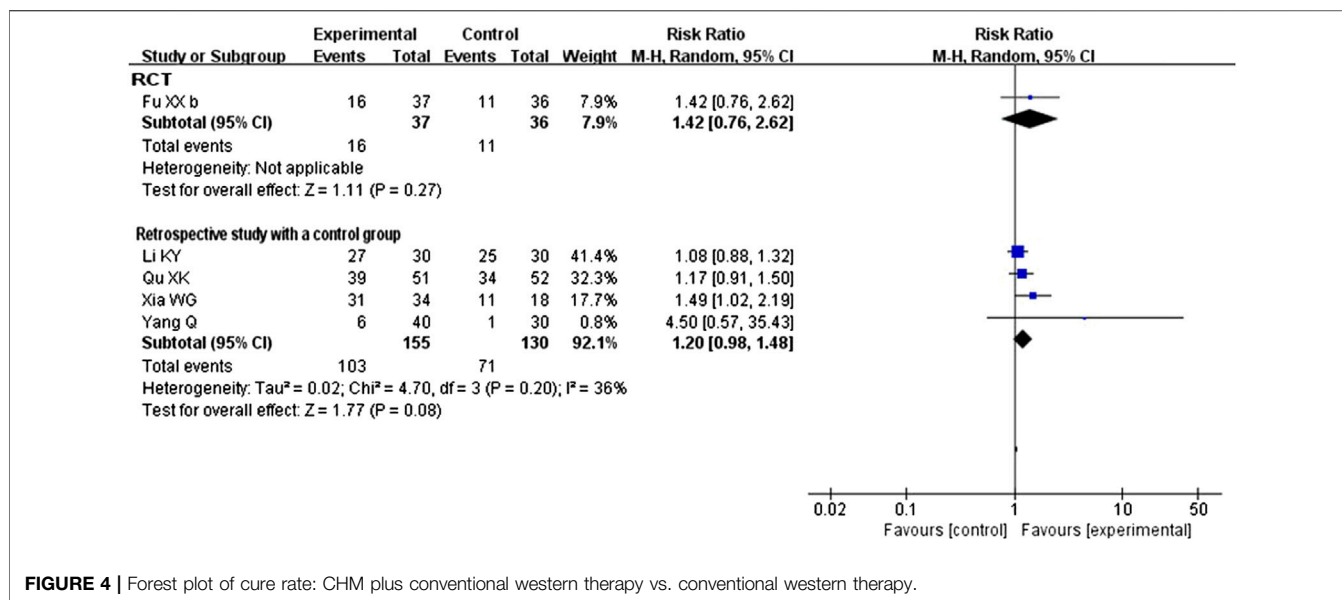 Experimental Control Risk Ratio Risk Ratio
Study or Subgroup Events Total Events Total Weight M-H, Random, 95% CI M-H, Random, 95% CI
RCT
Fu XX b 16 37 11 36 7.9% 1.42 [0.76, 2.62]
Subtotal (95% CI) 37 36 7.9% 1.42 [0.76, 2.62]
Total events 16 11
Heterogeneity: Not applicable
Test for overall effect: Z = 1.11 (P = 0.27)
Retrospective study with a control group
Li KY 27 30 25 30 41.4% 1.08 [0.88, 1.32]
Qu XK 39 51 34 52 32.3% 1.17 [0.91, 1.50]
Xia WG 31 34 11 18 17.7% 1.49 [1.02, 2.19]
Yang Q 6 40 1 30 0.8% 4.50 [0.57, 35.43]
Subtotal (95% CI) 155 130 92.1% 1.20 [0.98, 1.48]
Total events 103 71
Heterogeneity: Tau² = 0.02; Chi² = 4.70, df = 3 (P = 0.20); I² = 36%
Test for overall effect: Z = 1.77 (P = 0.08)
0.02 0.1 1 10 50
Favours [control] Favours [experimental]
FIGURE 4 | Forest plot of cure rate: CHM plus conventional western therapy vs. conventional western therapy.